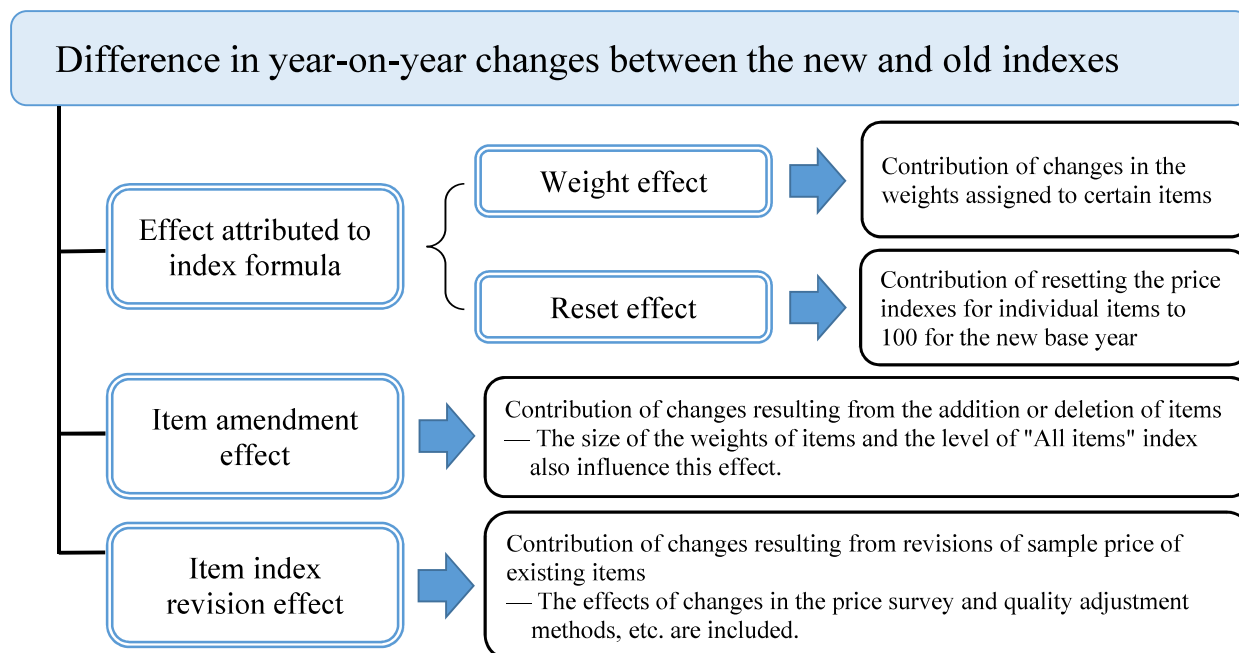 Difference in year-on-year changes between the new and old indexes
Effect attributed to
index formula
Weight effect
Contribution of changes in the
weights assigned to certain items
Reset effect
Contribution of resetting the price
indexes for individual items to
100 for the new base year
Item amendment
effect
Contribution of changes resulting from the addition or deletion of items
— The size of the weights of items and the level of "All items" index
also influence this effect.
Item index
revision effect
Contribution of changes resulting from revisions of sample price of
existing items
— The effects of changes in the price survey and quality adjustment
methods, etc. are included.